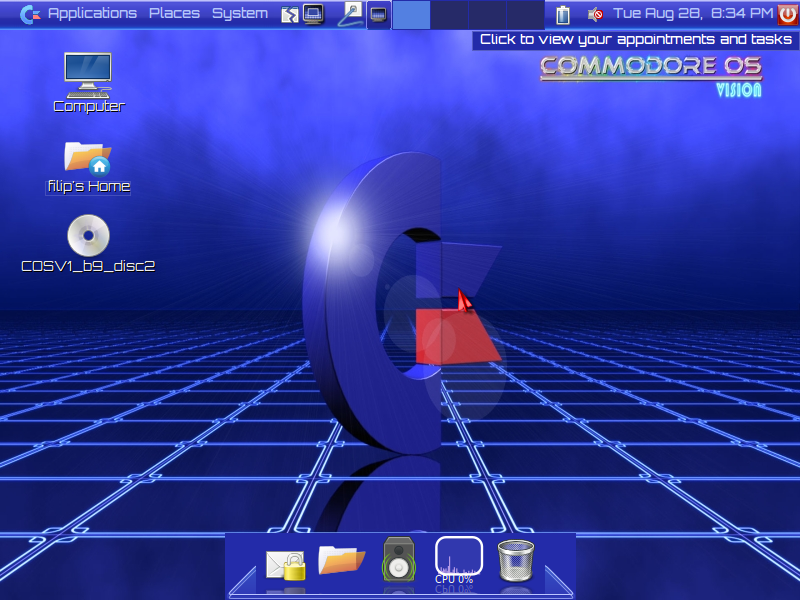 Applications Places System Tue Aug 28, 8:34 PM
Click to view your appointments and tasks
COMMODORE OS
VISION
Computer
filip's Home
COSV1_b9_disc2
CPU 0%